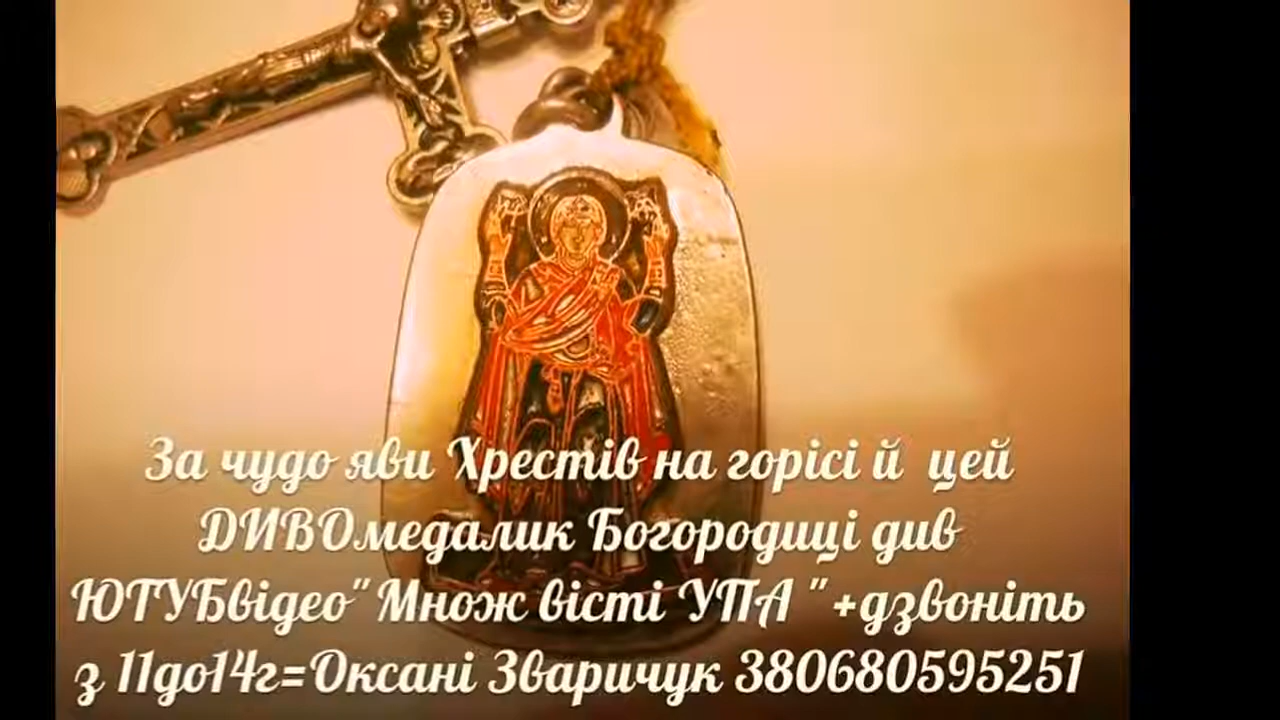 За чудо яви Хрестів на горісі й цей
ДИВОмедалик Богородиці див
ЮТУБвідео"Множ вісті УПА "+дзвоніть
з 11до14г=Оксані Зваричук 380680595251